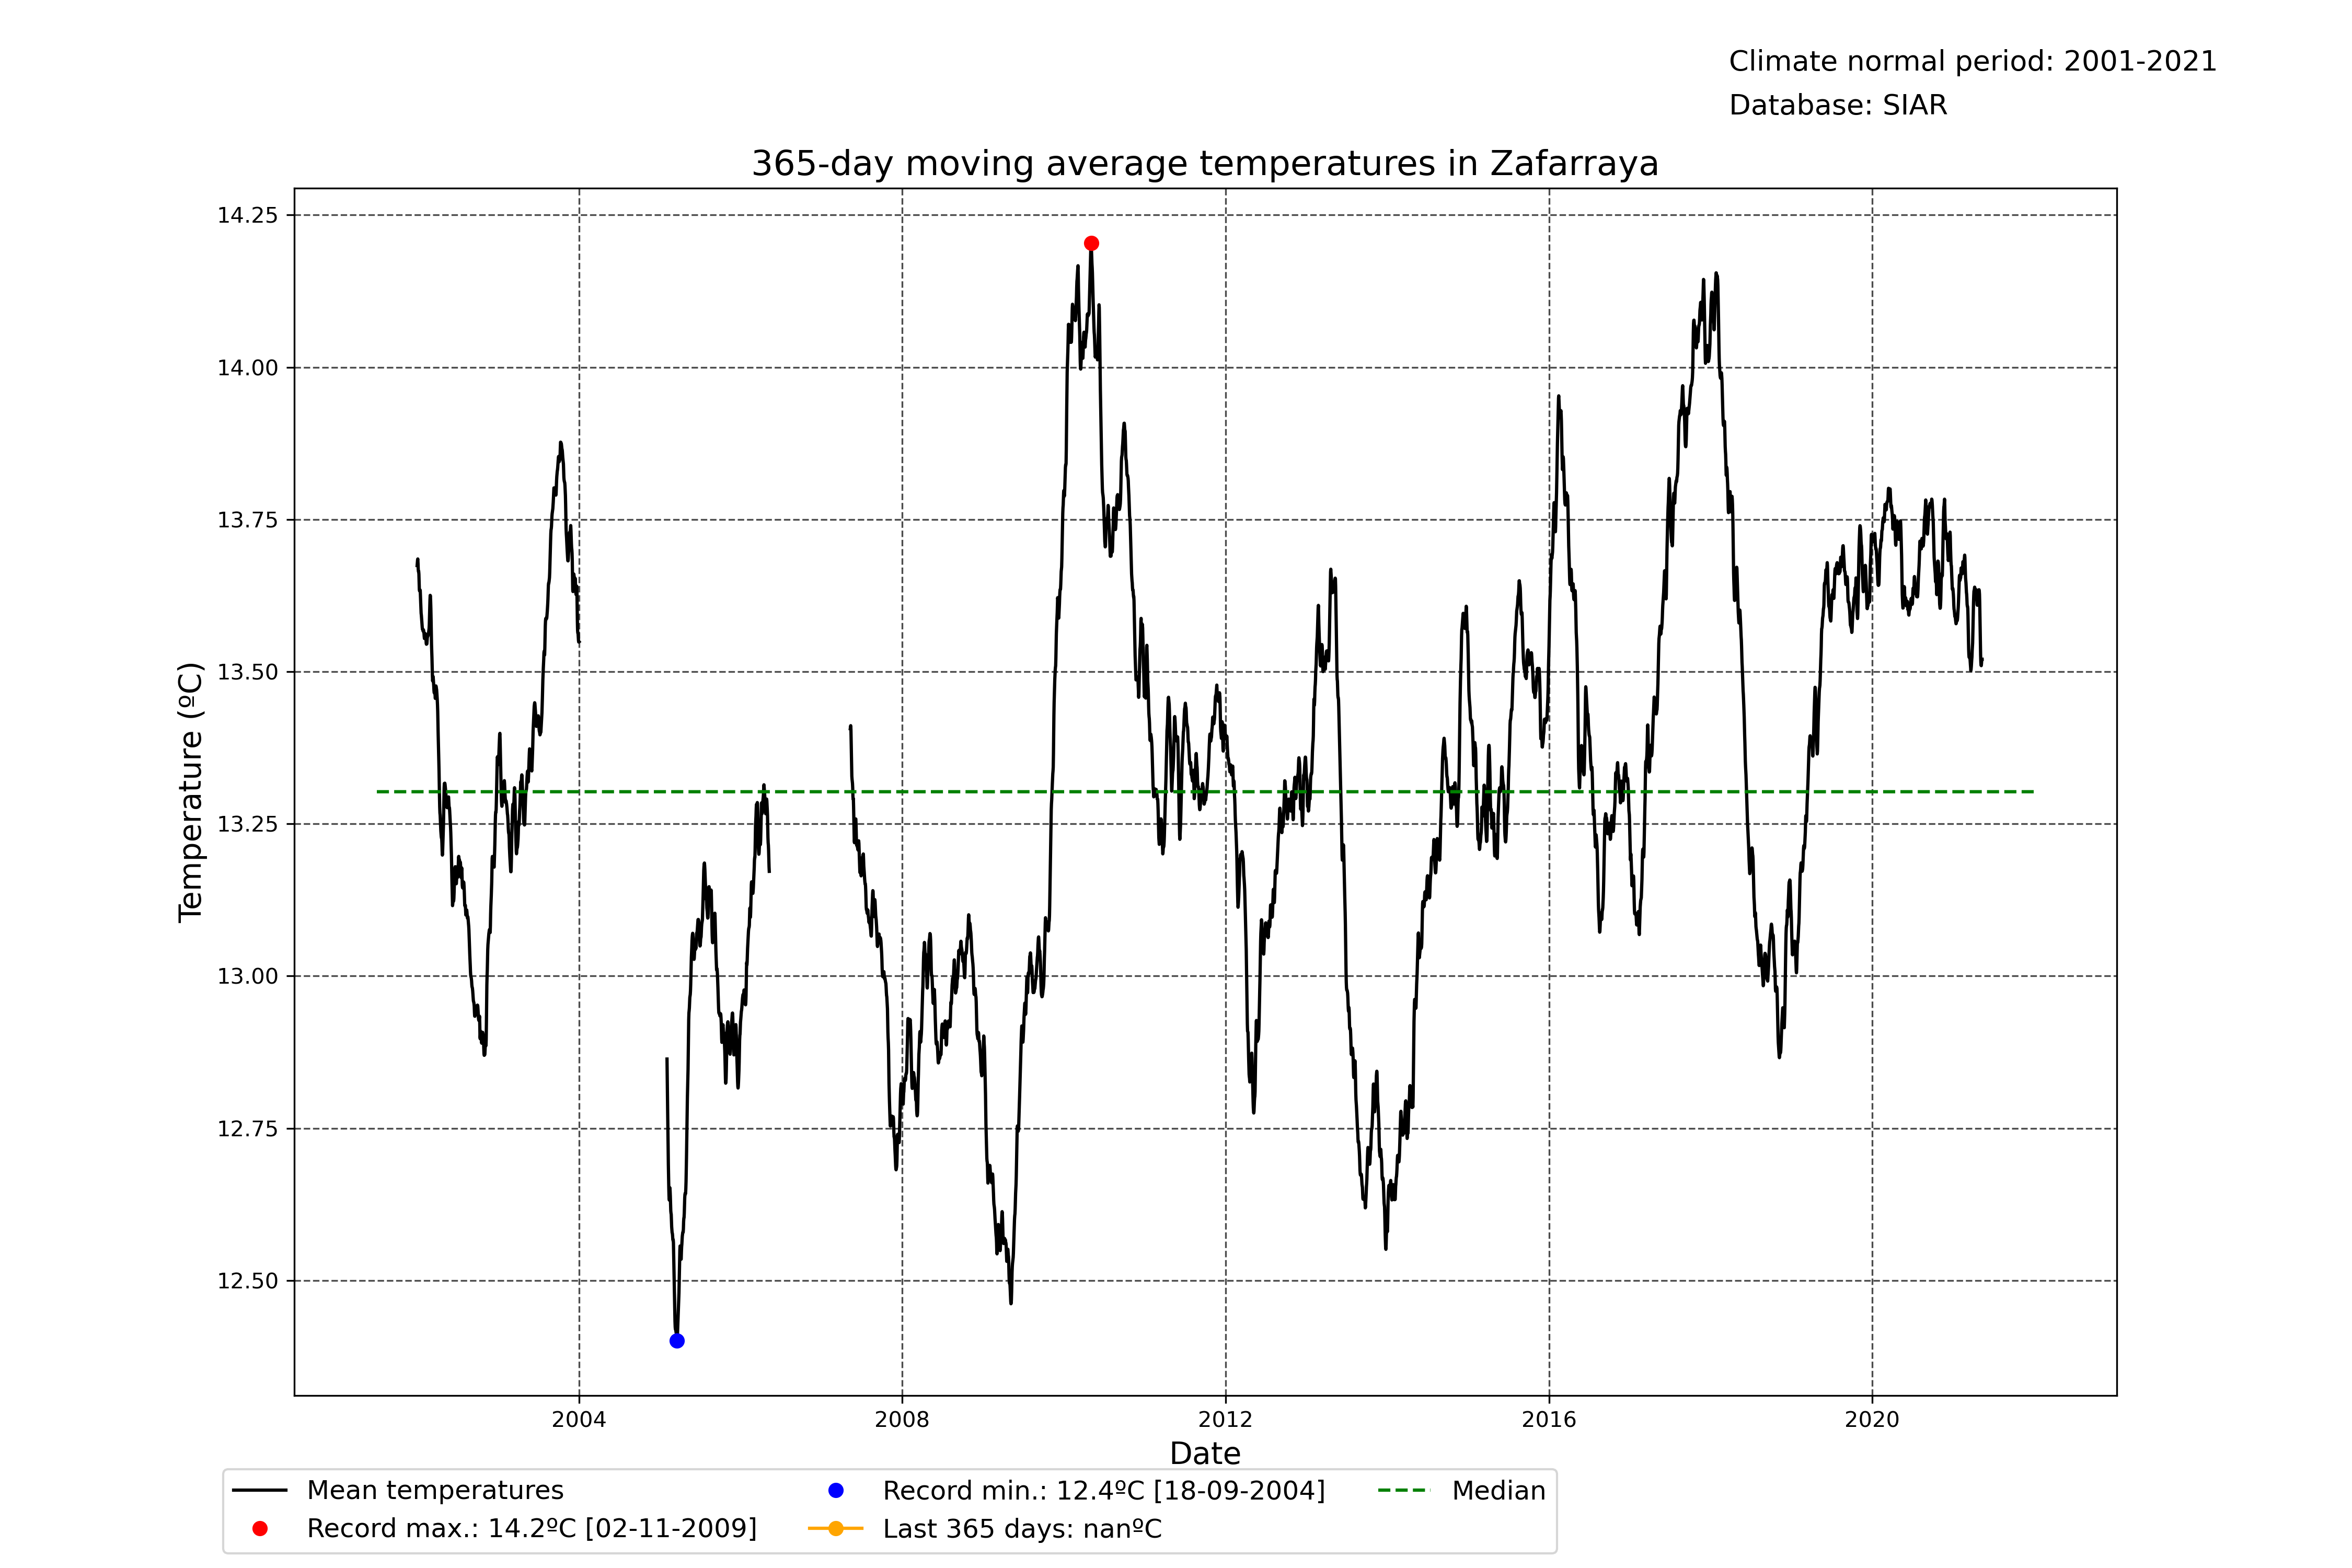 Climate normal period: 2001-2021
Database: SIAR
365-day moving average temperatures in Zafarraya
14.25
14.00
13.75
13.50
13.25
13.00
12.75
12.50
Temperature (ºC)
2004 2008 2012 2016 2020
Date
Mean temperatures
Record max.: 14.2ºC [02-11-2009]
Record min.: 12.4ºC [18-09-2004]
Last 365 days: nanºC
Median